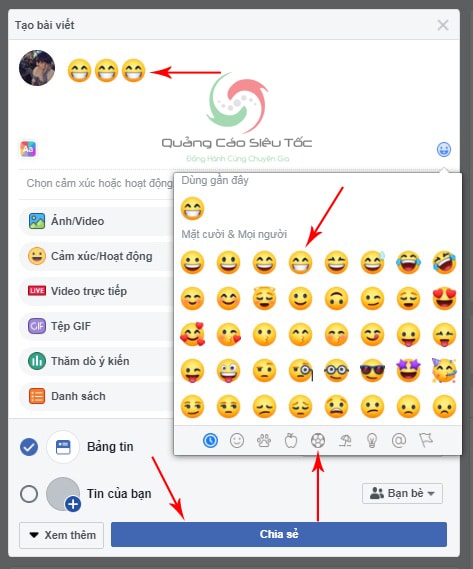 Tạo bài viết
Quảng Cáo Siêu Tốc
Đồng Hành Cùng Chuyên Gia
Aa
Chọn cảm xúc hoặc hoạt động
Dùng gần đây
Mặt cười & Mọi người
Ảnh/Video
Cảm xúc/Hoạt động
LIVE Video trực tiếp
GIF Tệp GIF
Thăm dò ý kiến
Danh sách
Bảng tin
Tin của bạn
Bạn bè
Xem thêm
Chia sẻ